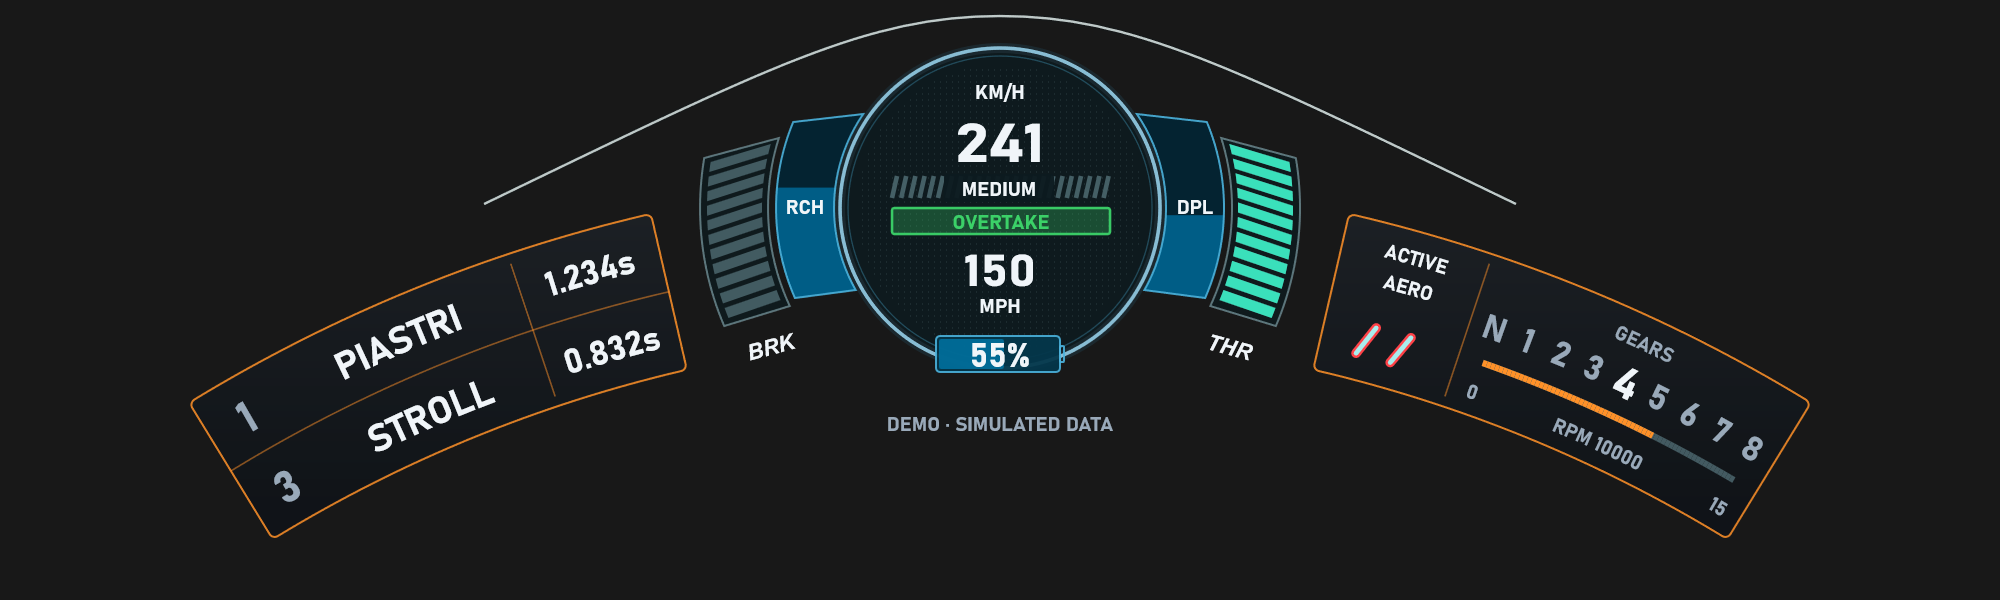 KM/H
241
MEDIUM
OVERTAKE
150
MPH
55%
RCH
DPL
BRK
THR
1 PIASTRI 1.234s
3 STROLL 0.832s
ACTIVE
AERO
GEARS
N 1 2 3 4 5 6 7 8
0 RPM 10000 15
DEMO · SIMULATED DATA